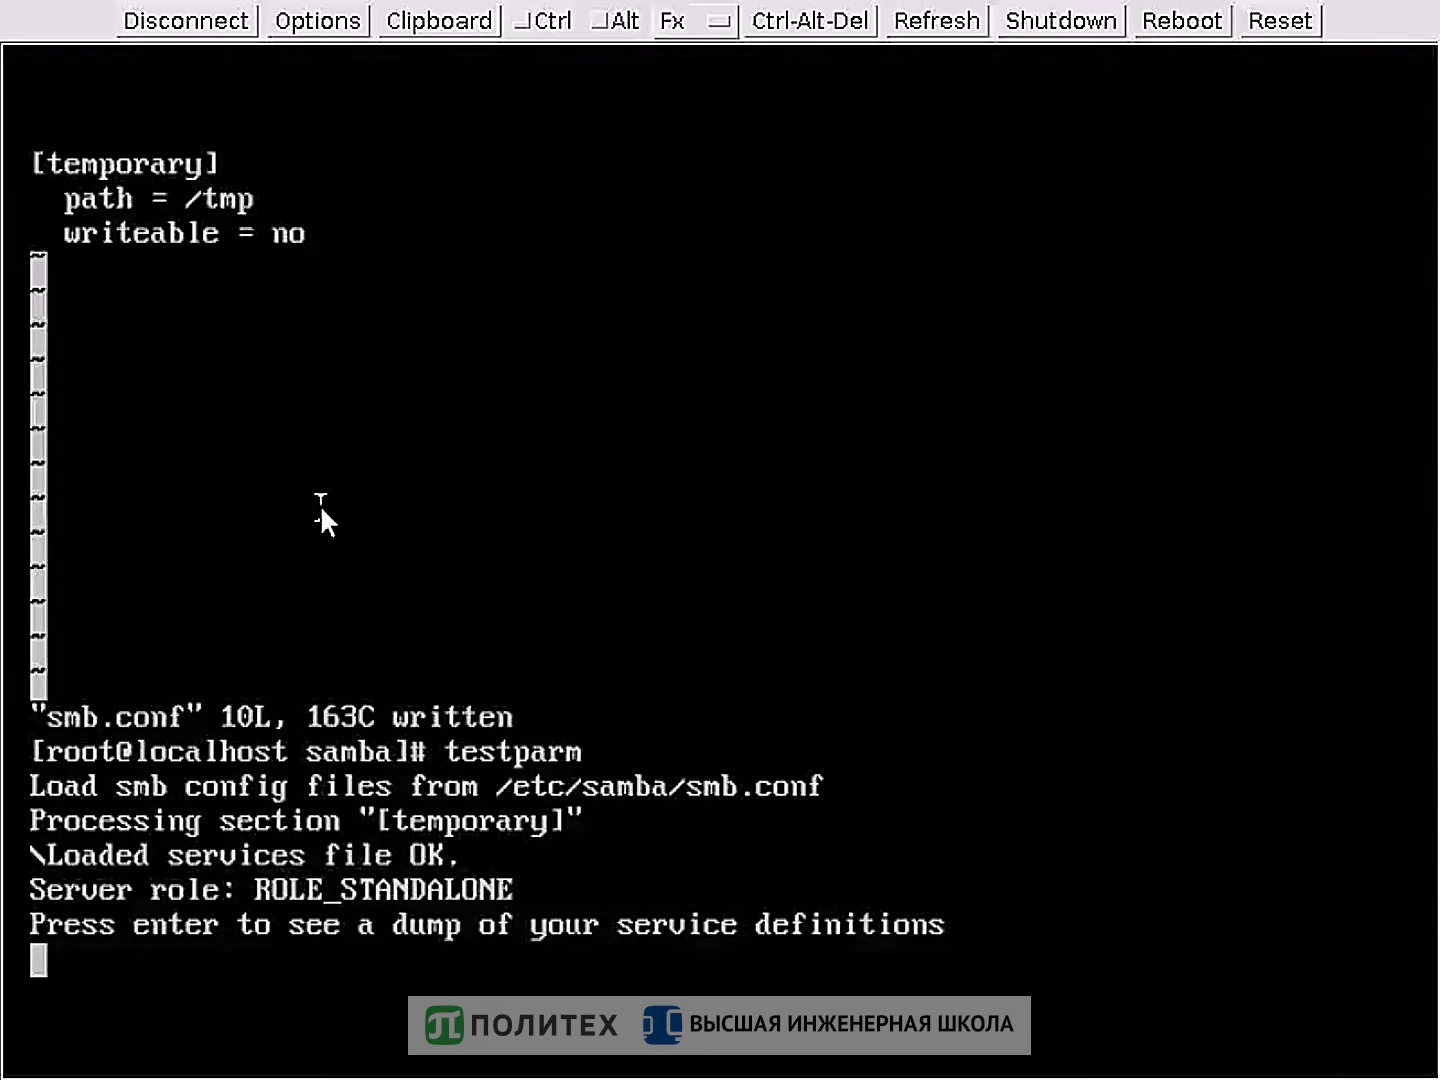 Disconnect Options Clipboard Ctrl Alt Fx Ctrl-Alt-Del Refresh Shutdown Reboot Reset
[temporary]
path = /tmp
writeable = no
~
~
~
~
~
~
~
~
~
~
~
~
~
"smb.conf" 10L, 163C written
[root@localhost samba]# testparm
Load smb config files from /etc/samba/smb.conf
Processing section "[temporary]"
\Loaded services file OK.
Server role: ROLE_STANDALONE
Press enter to see a dump of your service definitions
ПОЛИТЕХ ВЫСШАЯ ИНЖЕНЕРНАЯ ШКОЛА